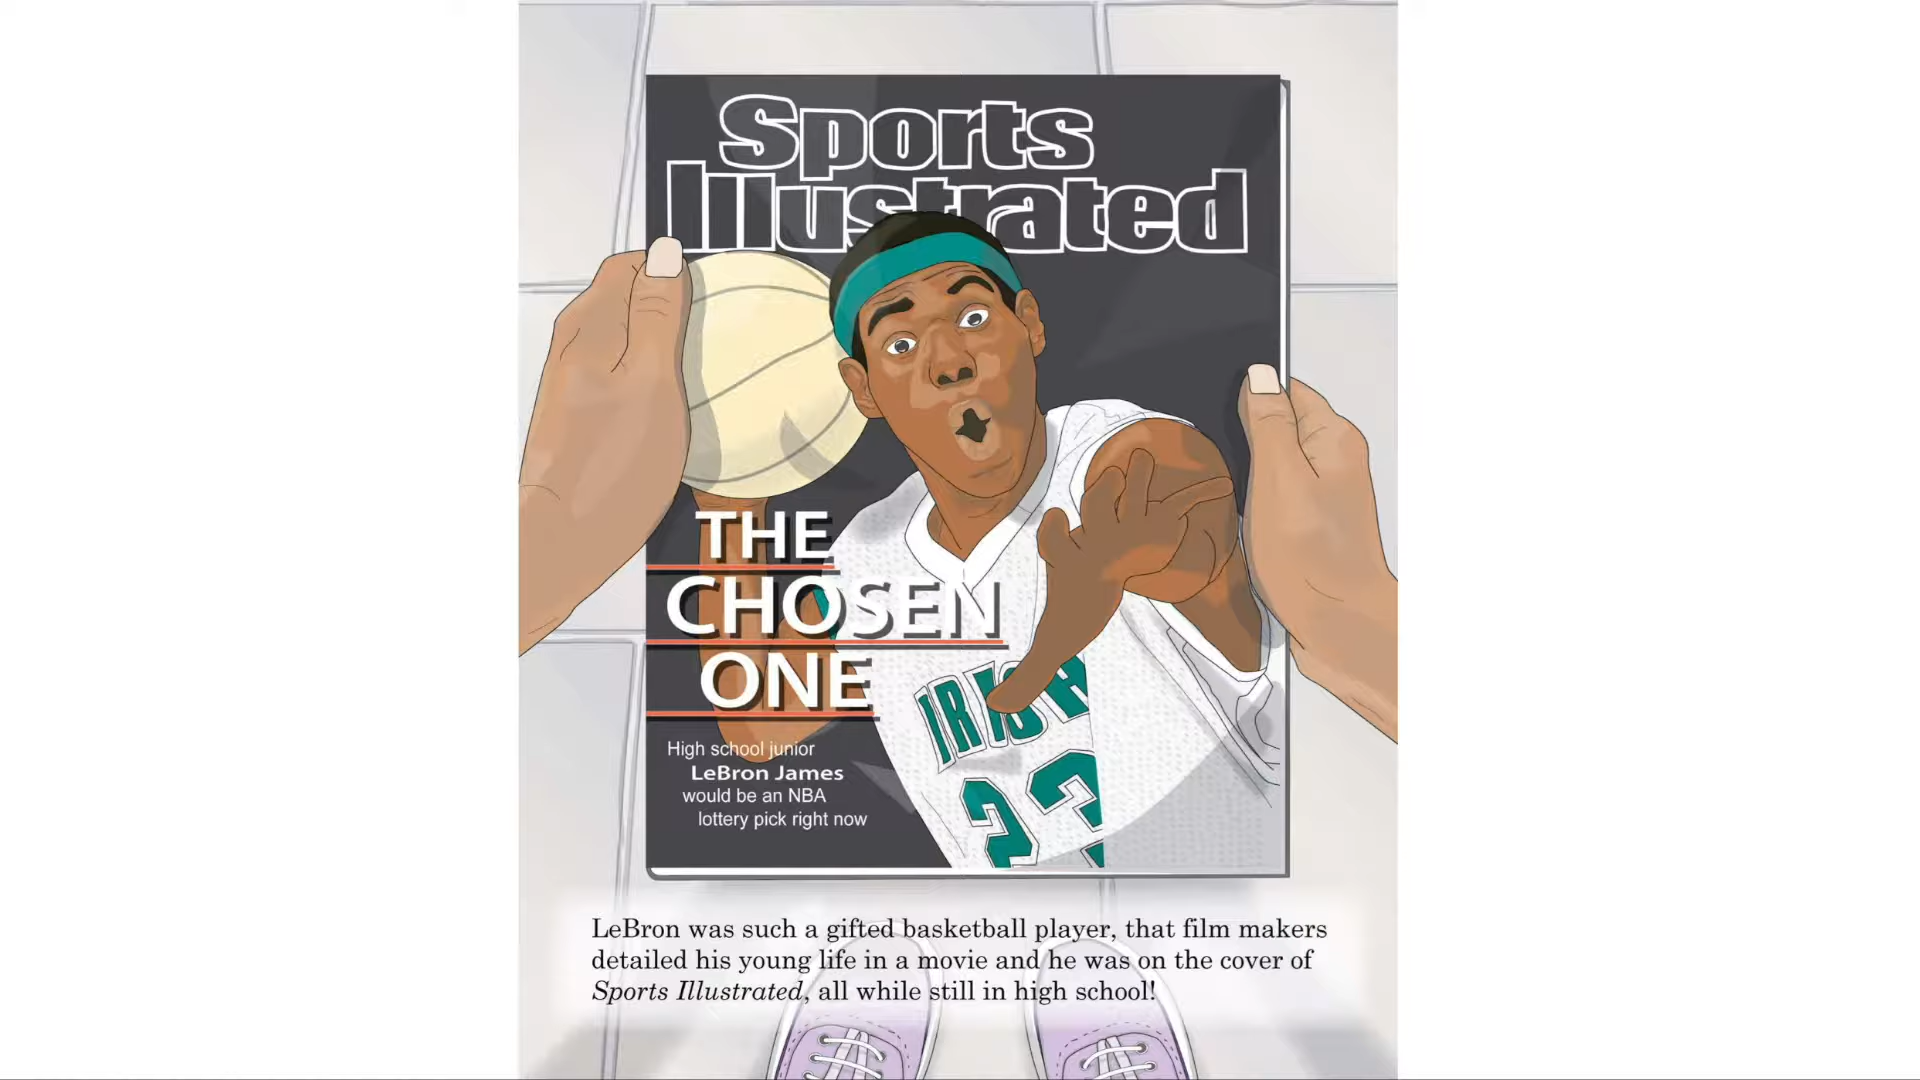 Sports
Illustrated
THE
CHOSEN
ONE
High school junior
LeBron James
would be an NBA
lottery pick right now
IRISH
23
LeBron was such a gifted basketball player, that film makers
detailed his young life in a movie and he was on the cover of
Sports Illustrated, all while still in high school!